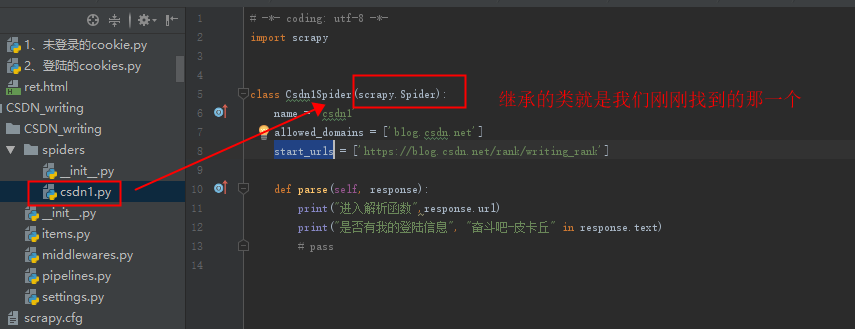 1、未登录的cookie.py
2、登陆的cookies.py
ret.html
CSDN_writing
CSDN_writing
spiders
__init__.py
csdn1.py
__init__.py
items.py
middlewares.py
pipelines.py
settings.py
scrapy.cfg
1 # -*- coding: utf-8 -*-
2 import scrapy
3
4
5 class Csdn1Spider(scrapy.Spider):
6 name = 'csdn1'
7 allowed_domains = ['blog.csdn.net']
8 start_urls = ['https://blog.csdn.net/rank/writing_rank']
9
10 def parse(self, response):
11 print("进入解析函数",response.url)
12 print("是否有我的登陆信息", "奋斗吧-皮卡丘" in response.text)
13 # pass
14
继承的类就是我们刚刚找到的那一个